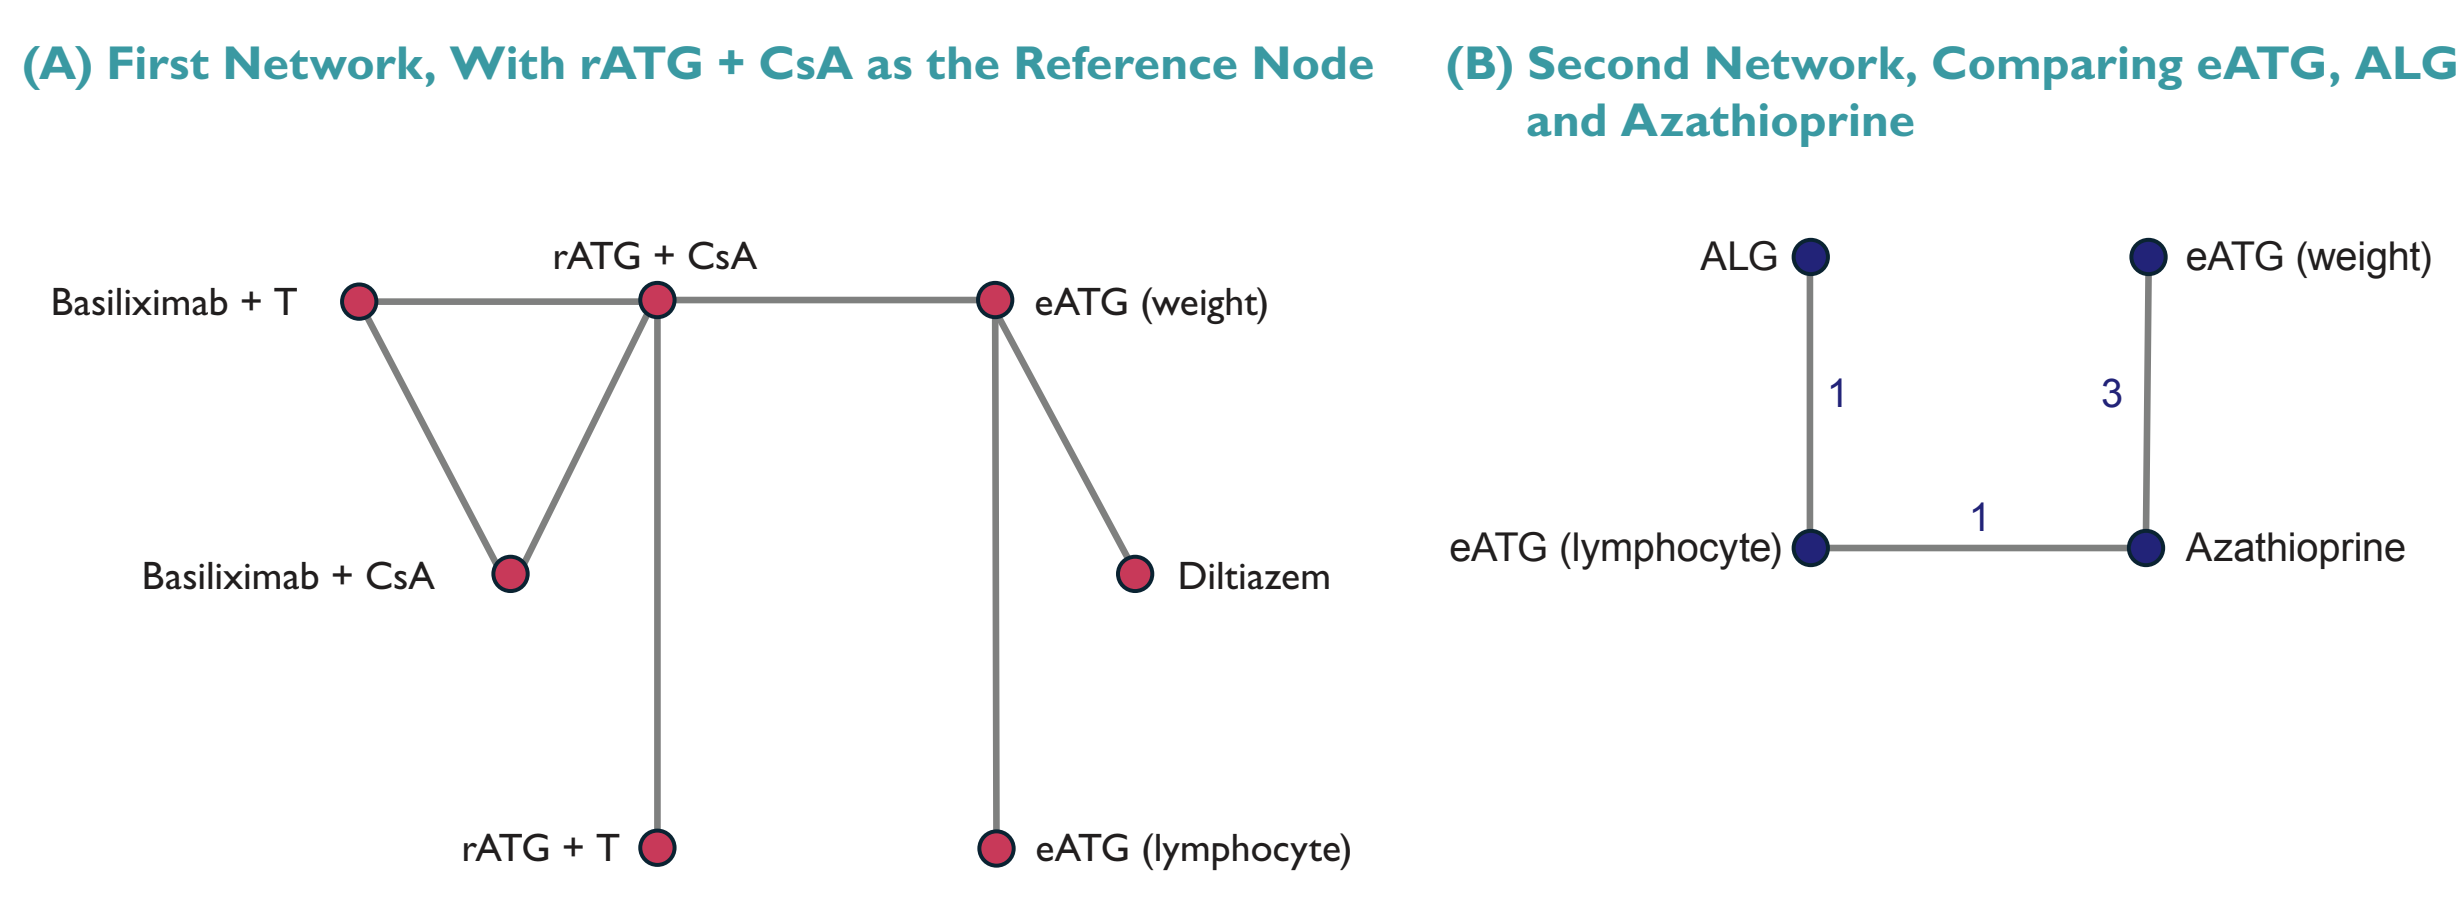 (A) First Network, With rATG + CsA as the Reference Node
rATG + CsA
Basiliximab + T
eATG (weight)
Basiliximab + CsA
Diltiazem
rATG + T
eATG (lymphocyte)
(B) Second Network, Comparing eATG, ALG
and Azathioprine
ALG
eATG (weight)
1
3
1
eATG (lymphocyte)
Azathioprine